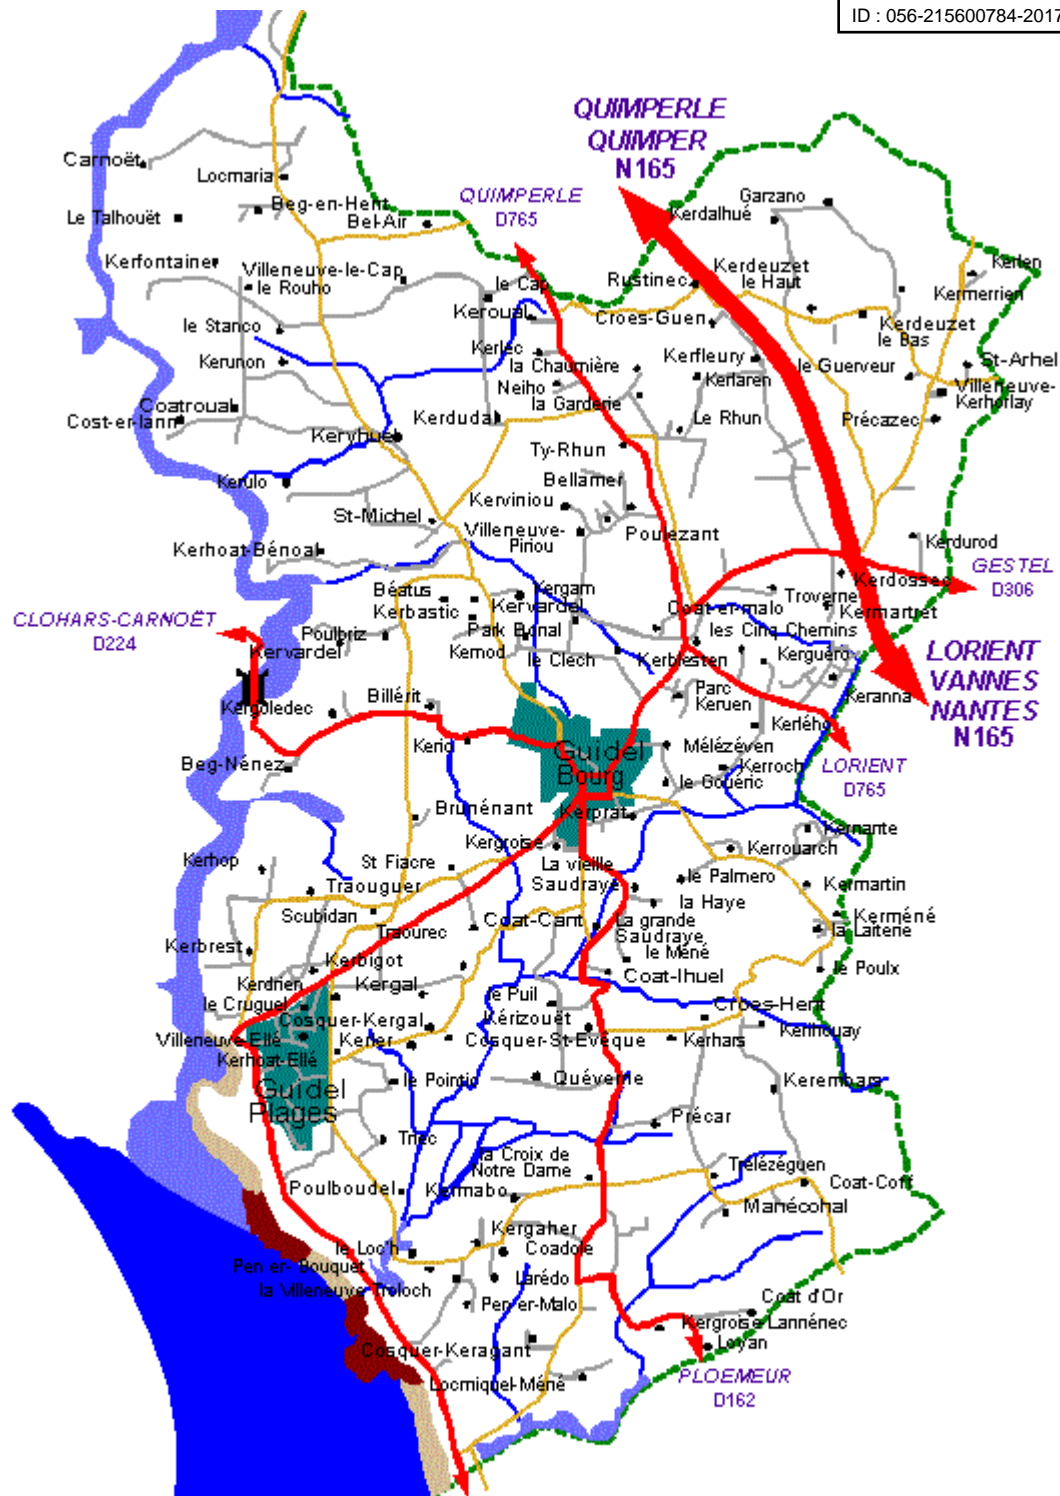 ID : 056-215600784-2017
QUIMPERLE
QUIMPER
N165
QUIMPERLE
D765
Carnoët
Locmaria
Le Talhouët
Beg-en-Hent
Bel-Air
Garzano
Kerdalhué
Kerfontainer
Villeneuve-le-Cap
le Rouho
le Cap
Rustinec
Kerdeuzet
le Haut
Kerlen
Kermerrien
le Stanco
Keroual
Croes-Guen
Kerdeuzet
le Bas
Kerunon
Kerlec
la Chaumière
Kerfleury
le Guerveur
St-Arhel
Neiho
Kerlaren
Villeneuve-
Kerhorlay
la Garderie
Coatroual
Cost-er-lann
Kerdudal
Le Rhun
Précazec
Keryhuel
Ty-Rhun
Kerulo
Bellamer
Kerviniou
St-Michel
Villeneuve-
Piriou
Poulezant
Kerhoat-Bénoal
Kerdurod
GESTEL
D306
Kerdossec
Béatus
Kergam
Kerbastic
Kervardel
Coat-er-malo
Troverne
Kermartret
CLOHARS-CARNOËT
D224
Poulbriz
Park Bonal
les Cinq Chemins
Kervardel
Kernod
le Clech
Kerblesten
Kerguéro
LORIENT
VANNES
NANTES
N165
Billérit
Parc
Keruen
Keranna
Kergoledec
Kerlého
Kerio
Guidel
Bourg
Mélézéven
Beg-Nénez
Kerroch
LORIENT
D765
le Gouéric
Brunénant
Kerprat
Kernante
Kergroise
Kerrouarch
Kerhop
St Fiacre
La vieille
Saudraye
le Palmero
Kermartin
Traouguer
la Haye
Scubidan
Coat-Cant
La grande
Saudraye
Kerméné
la Laiterie
Kerbrest
Traourec
le Méné
Kerbigot
Coat-Ihuel
le Poulx
Kerdrien
Kergal
le Cruguel
le Puil
Croes-Hent
Cosquer-Kergal
Kérizouët
Kernouay
Villeneuve-Ellé
Kerier
Cosquer-St-Evêque
Kerhars
Kerhoat-Ellé
Guidel
Plages
le Pointio
Quéverne
Kerembars
Précar
Triec
la Croix de
Notre Dame
Trélézéguen
Poulboudel
Kermabo
Coat-Coff
Manécohal
Kergaher
le Loc'h
Coadole
Pen er- Bouquet
Larédo
la Villeneuve Troloch
Pen-er-Malo
Coat d'Or
Kergroise Lannénec
Loyan
Cosquer-Keragant
Locmiquel-Méné
PLOEMEUR
D162